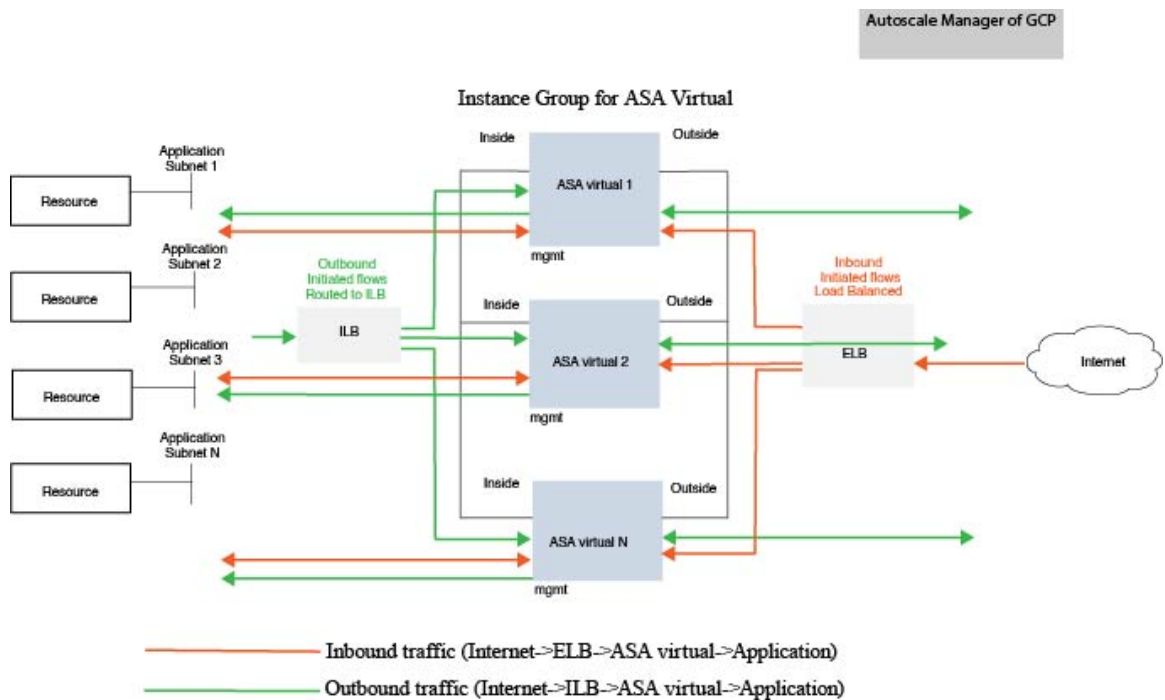 Autoscale Manager of GCP
Instance Group for ASA Virtual
Inside
Outside
Application
Subnet 1
Resource
ASA virtual 1
mgmt
Application
Subnet 2
Resource
Outbound
Initiated flows
Routed to ILB
ILB
Inside
Outside
ASA virtual 2
mgmt
Inbound
Initiated flows
Load Balanced
ELB
Internet
Application
Subnet 3
Resource
Application
Subnet N
Resource
Inside
Outside
ASA virtual N
mgmt
Inbound traffic (Internet->ELB->ASA virtual->Application)
Outbound traffic (Internet->ILB->ASA virtual->Application)